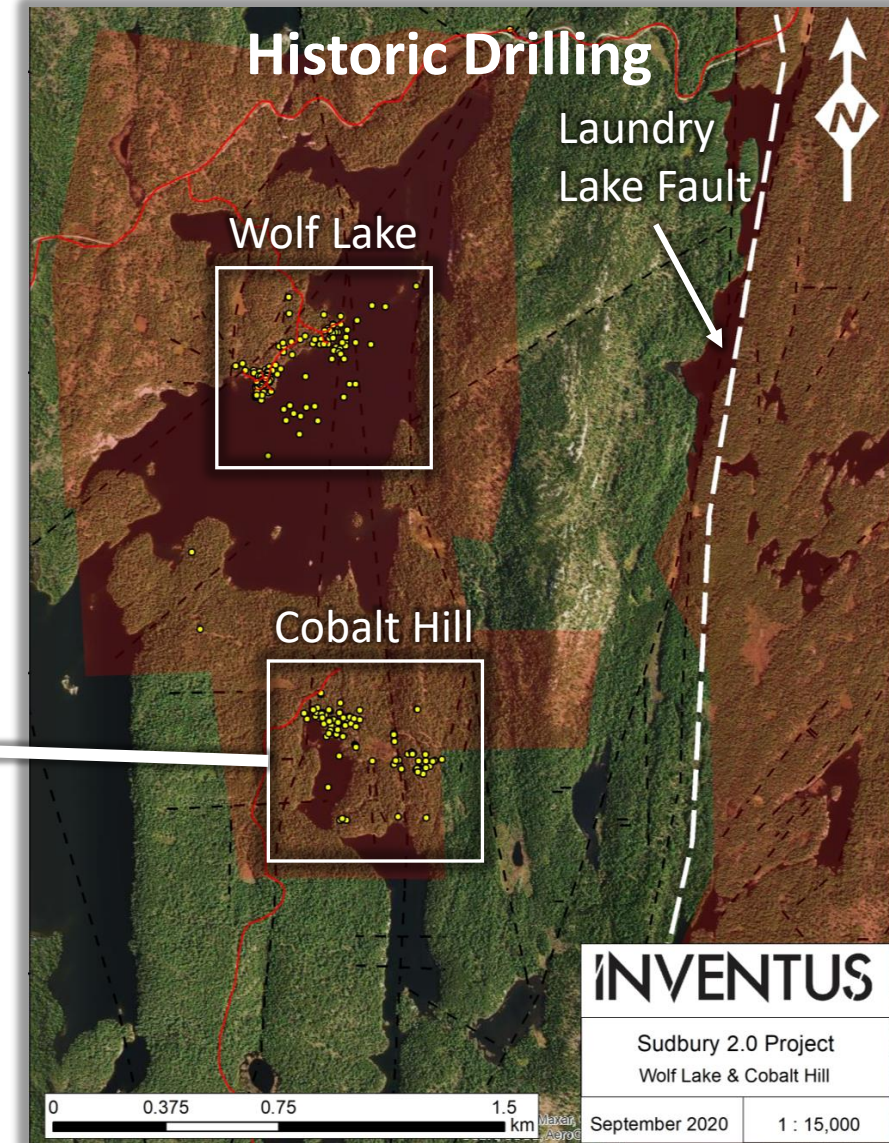 Historic Drilling
N
Laundry
Lake Fault
Wolf Lake
Cobalt Hill
INVENTUS
Sudbury 2.0 Project
Wolf Lake & Cobalt Hill
September 2020
1 : 15,000
0 0.375 0.75 1.5
km
Maxar,